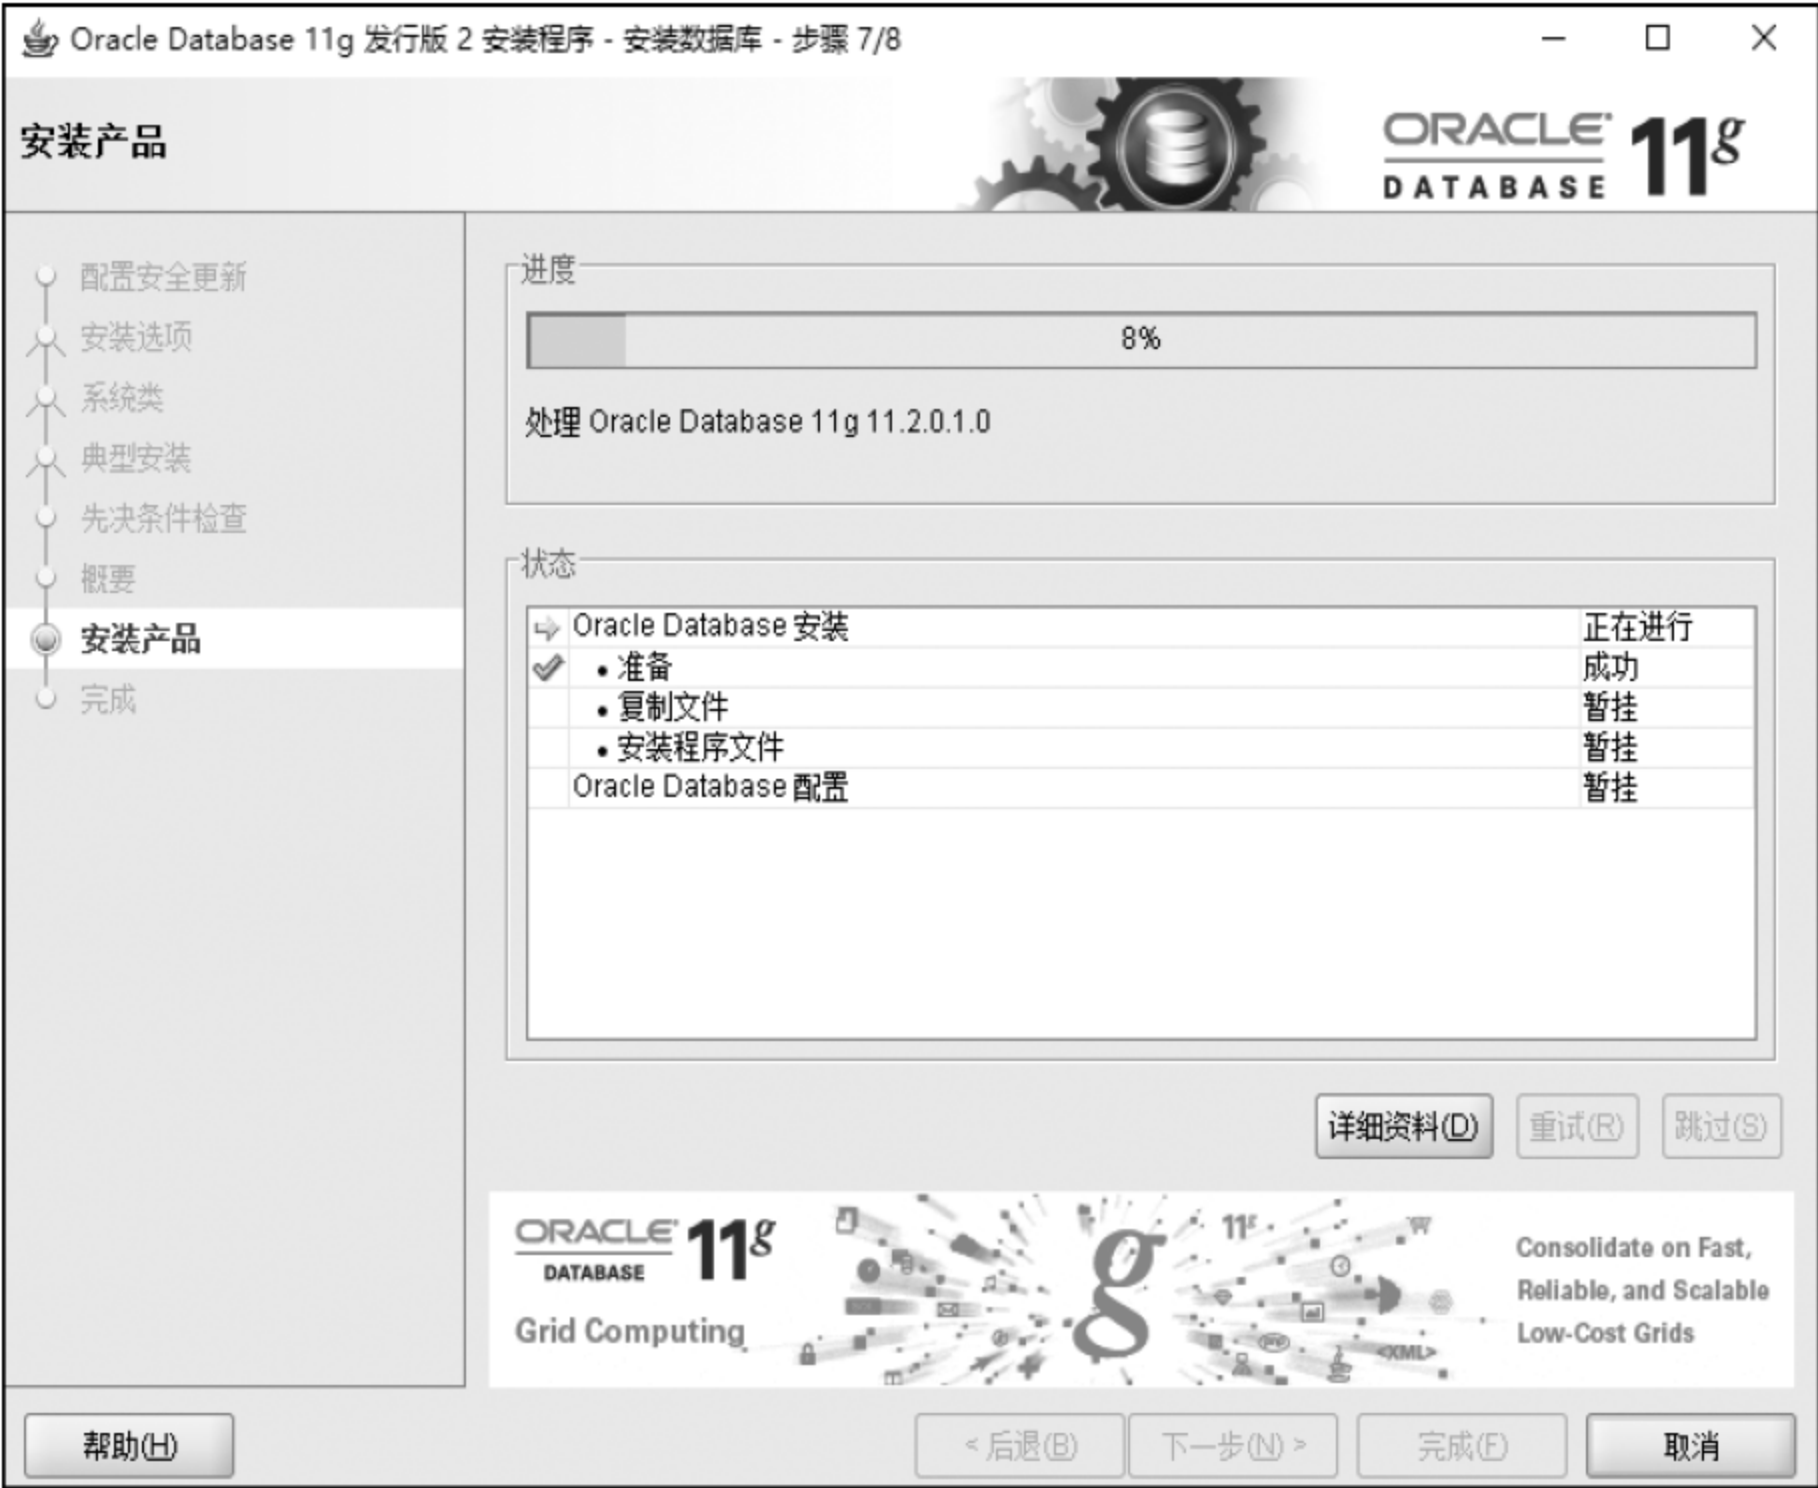 Oracle Database 11g 发行版 2 安装程序 - 安装数据库 - 步骤 7/8
安装产品
ORACLE 11g
DATABASE
配置安全更新
安装选项
系统类
典型安装
先决条件检查
概要
安装产品
完成
进度
8%
处理 Oracle Database 11g 11.2.0.1.0
状态
Oracle Database 安装 正在进行
• 准备 成功
• 复制文件 暂挂
• 安装程序文件 暂挂
Oracle Database 配置 暂挂
详细资料(D) 重试(R) 跳过(S)
ORACLE 11g
DATABASE
Grid Computing
g
11g
<XML>
php
Consolidate on Fast,
Reliable, and Scalable
Low-Cost Grids
帮助(H) < 后退(B) 下一步(N) > 完成(F) 取消